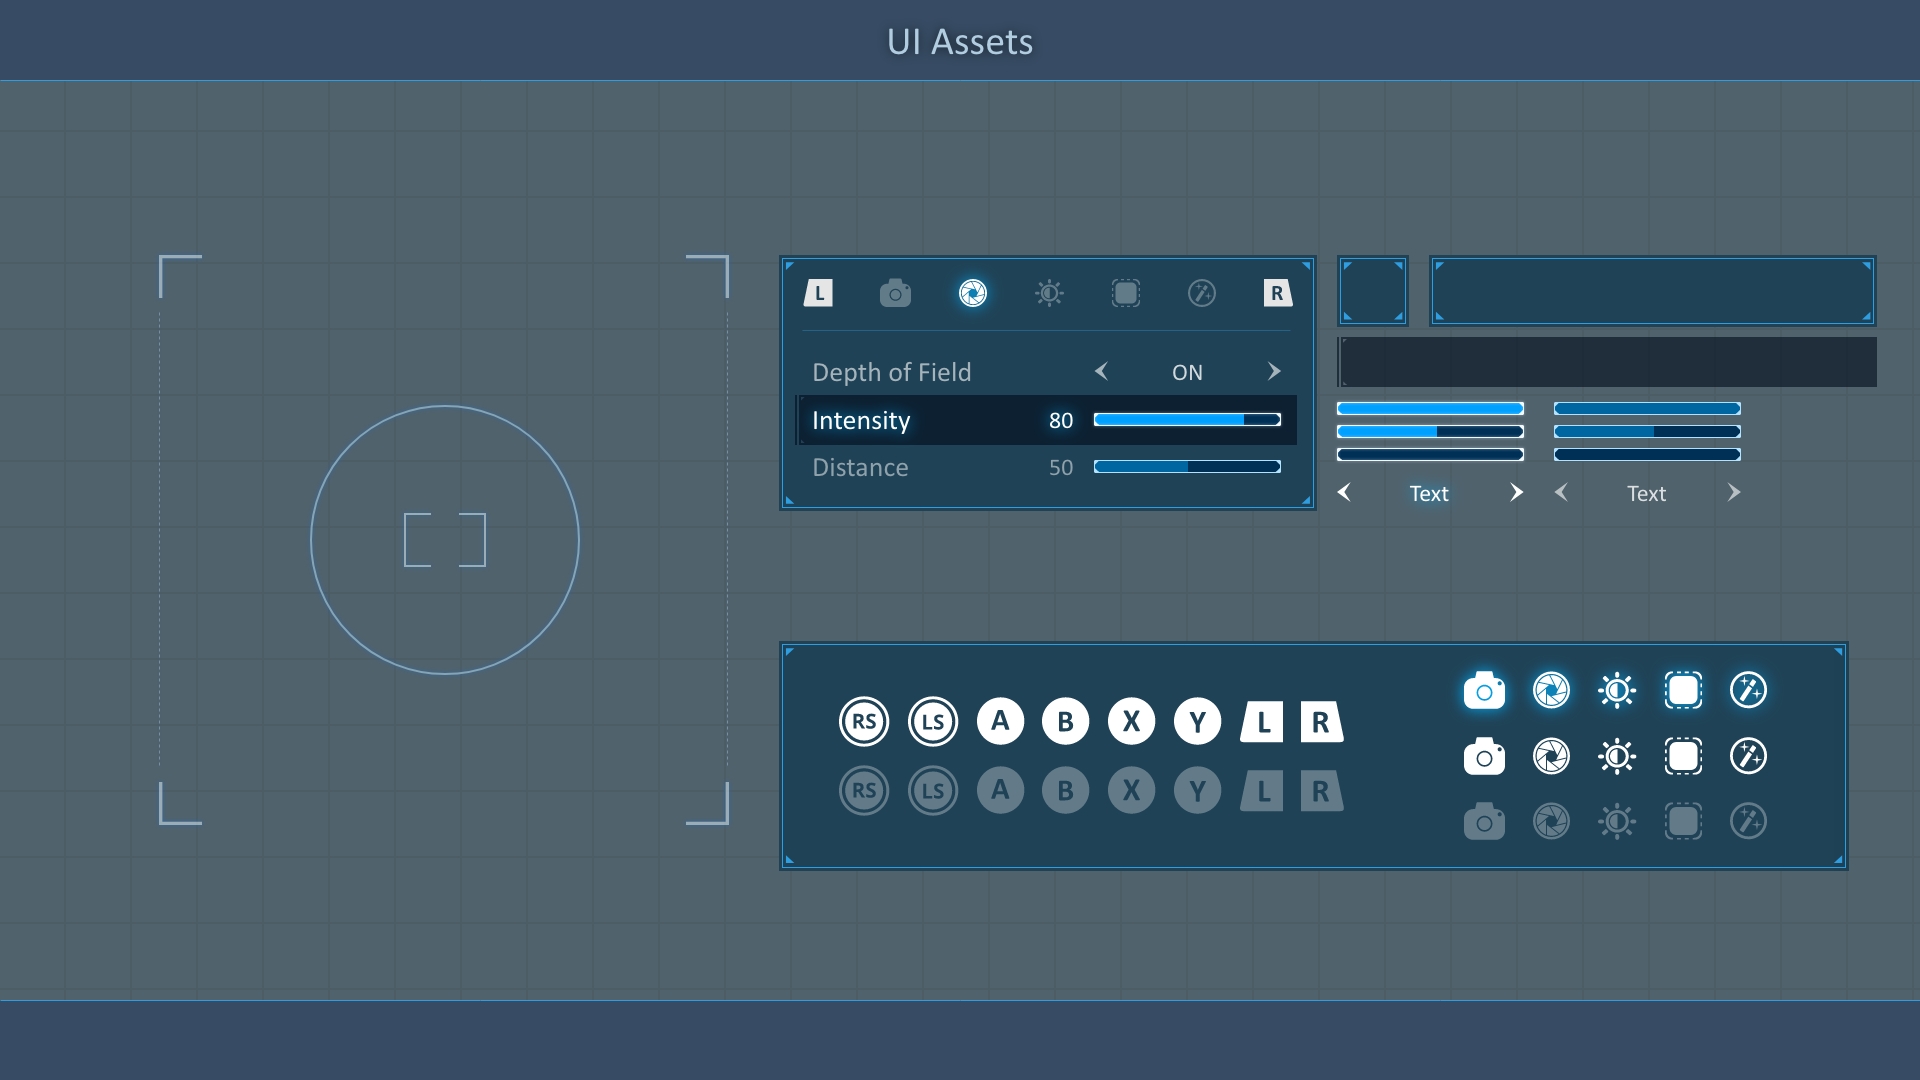 UI Assets
L R
Depth of Field ON
Intensity 80
Distance 50
Text Text
RS LS A B X Y L R
RS LS A B X Y L R